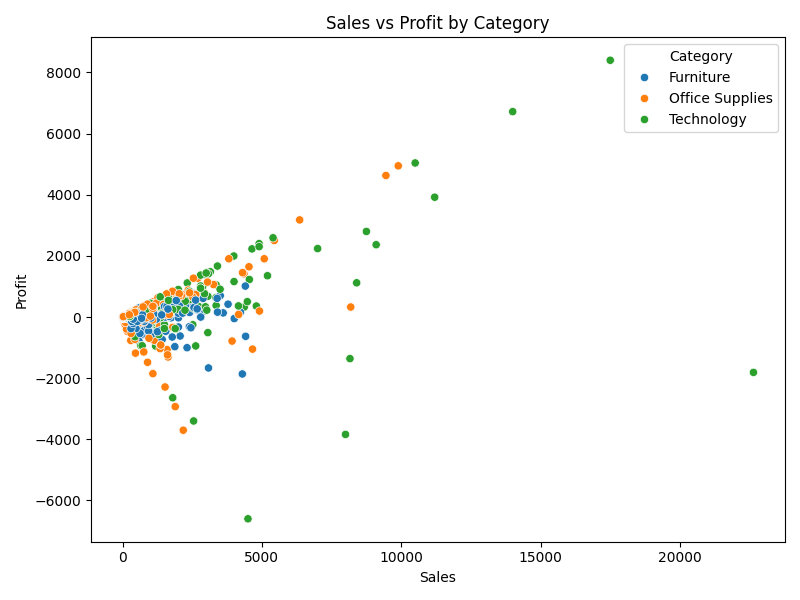 Sales vs Profit by Category
Category
Furniture
Office Supplies
Technology
8000
6000
4000
2000
0
−2000
−4000
−6000
Profit
0
5000
10000
15000
20000
Sales